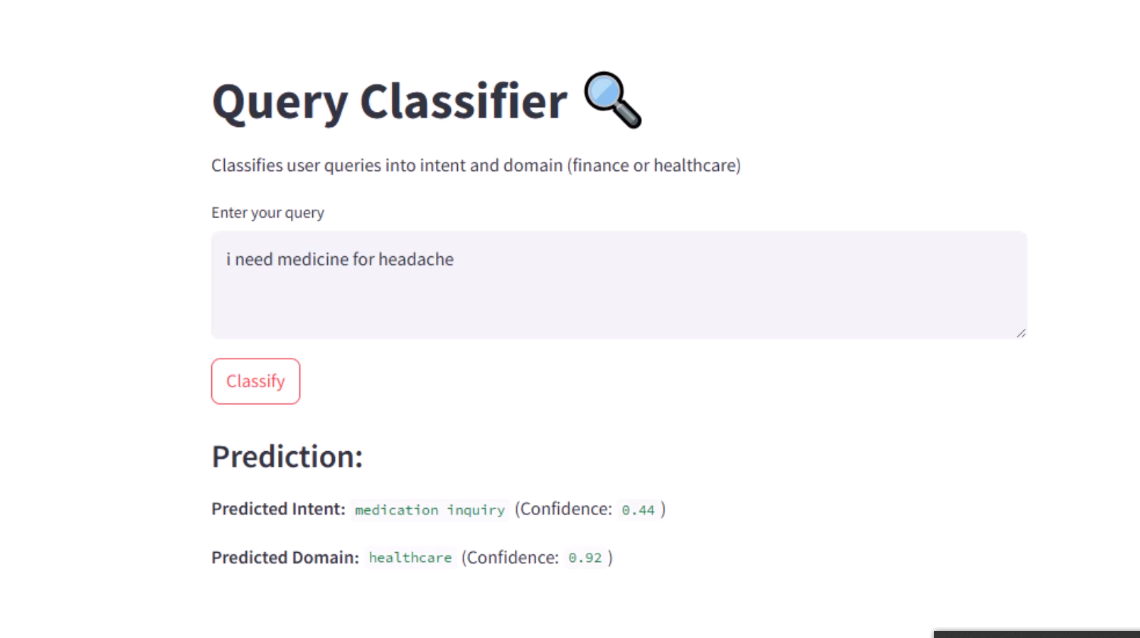 Query Classifier 🔍
Classifies user queries into intent and domain (finance or healthcare)
Enter your query
i need medicine for headache
Classify
Prediction:
Predicted Intent: medication inquiry (Confidence: 0.44 )
Predicted Domain: healthcare (Confidence: 0.92 )